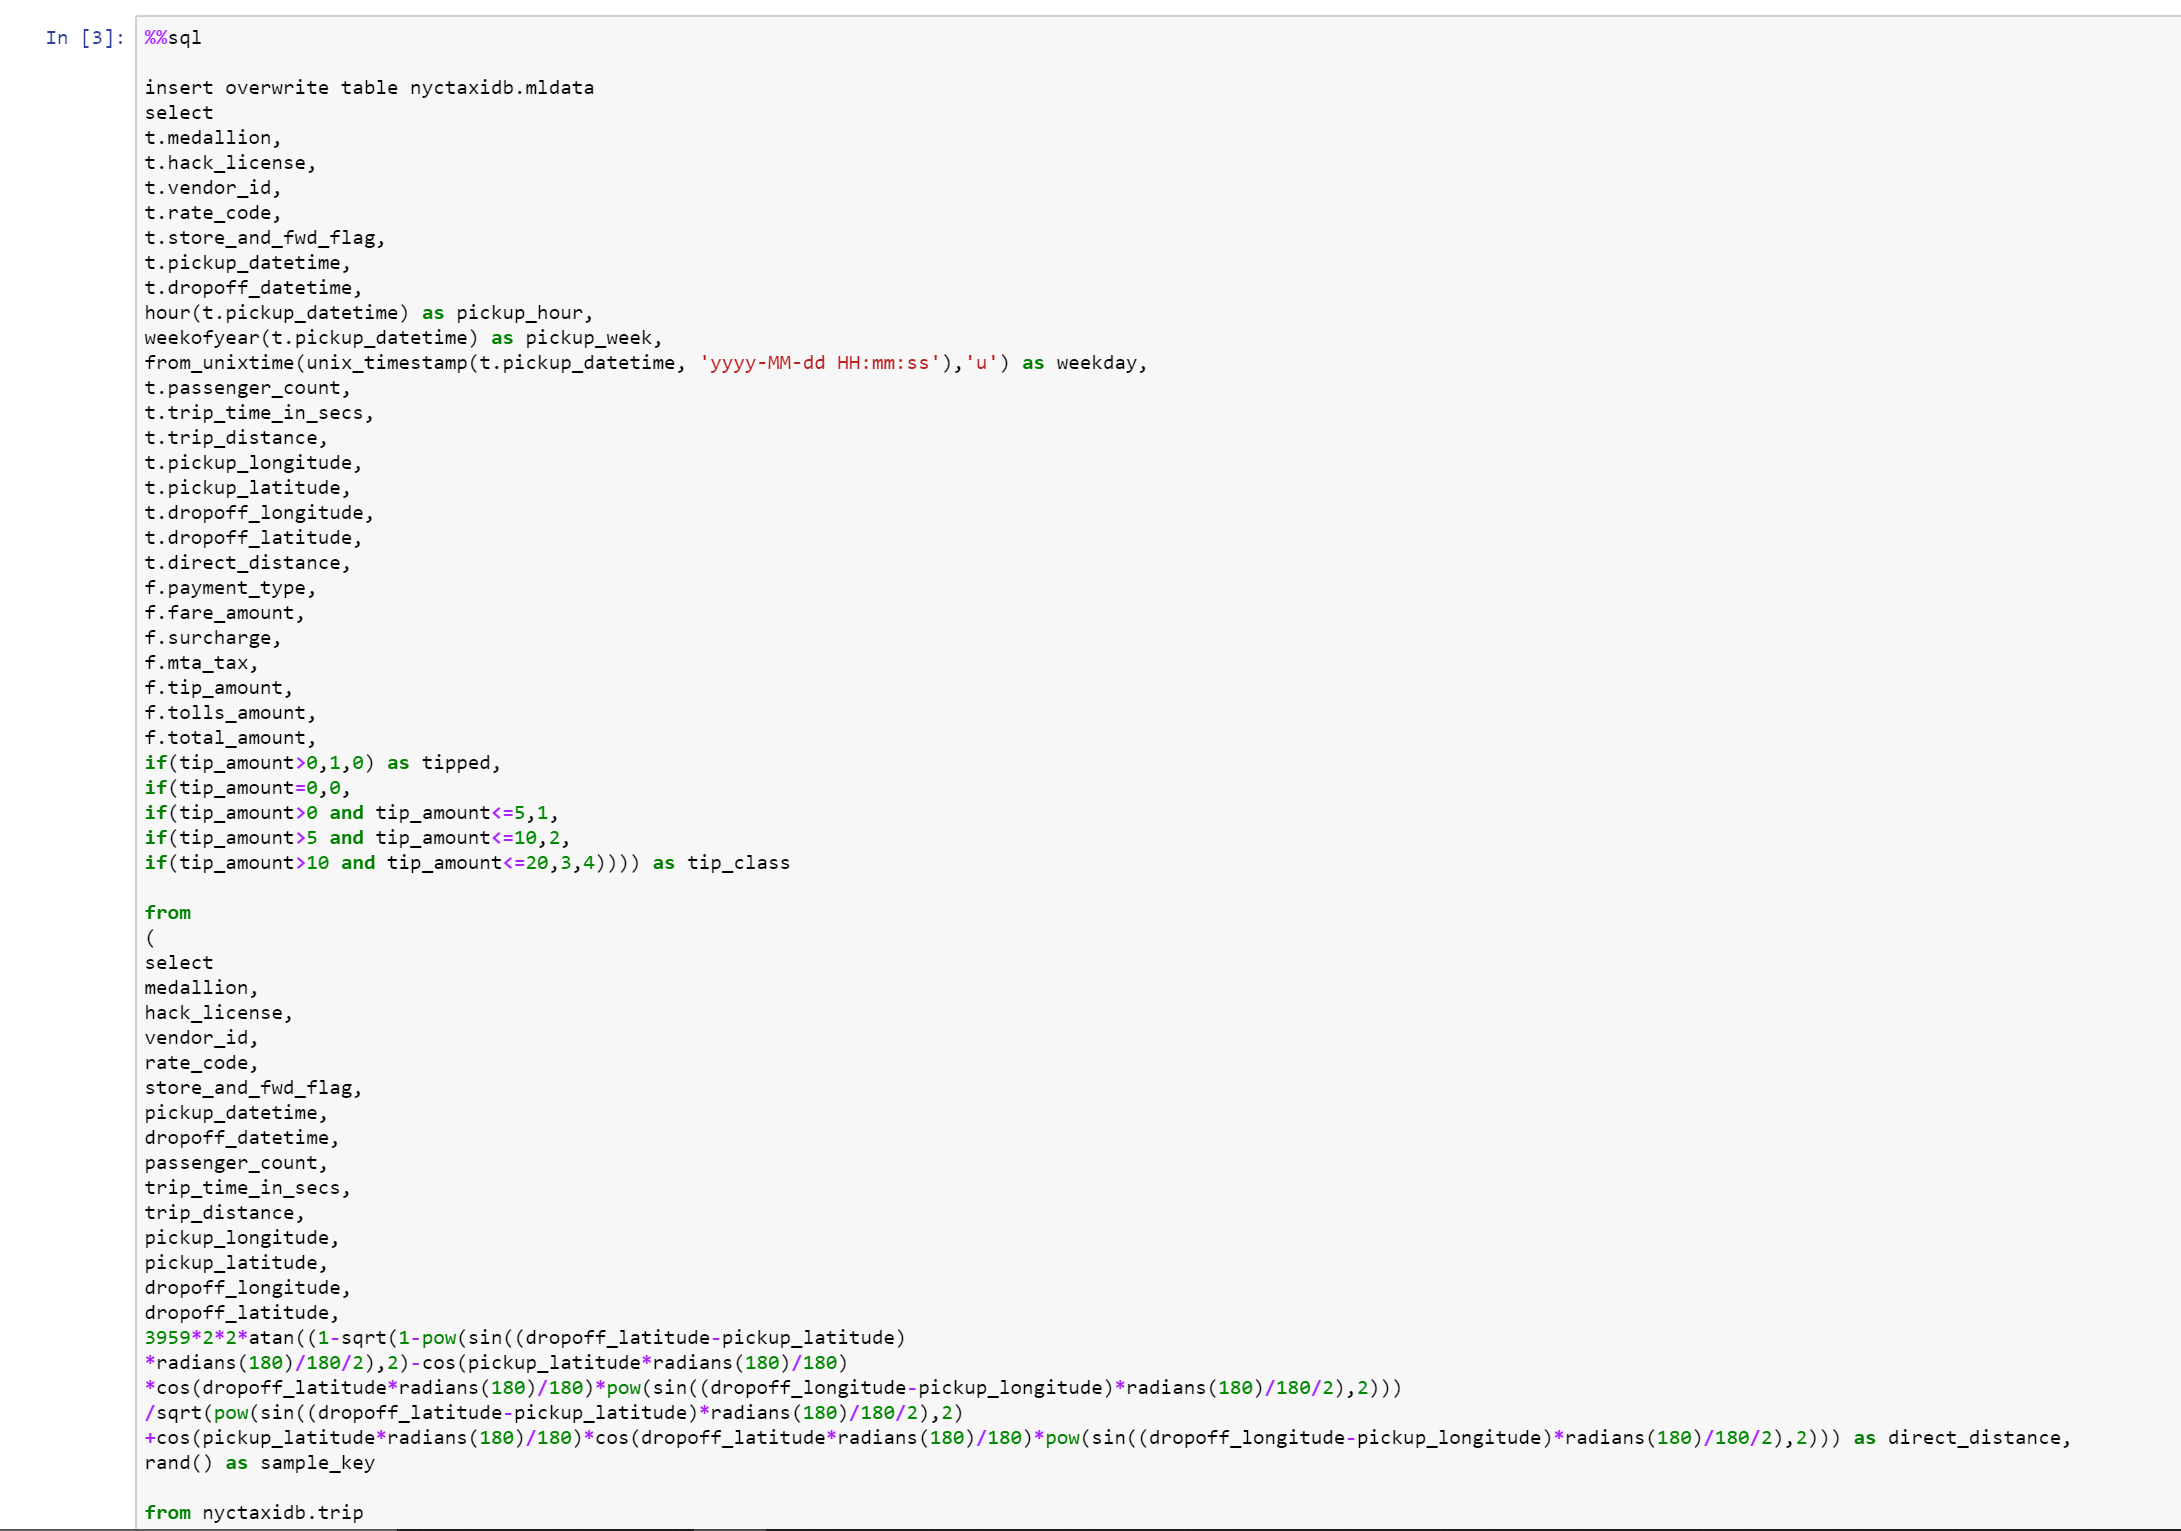 In [3]:
%%sql
insert overwrite table nyctaxidb.mldata
select
t.medallion,
t.hack_license,
t.vendor_id,
t.rate_code,
t.store_and_fwd_flag,
t.pickup_datetime,
t.dropoff_datetime,
hour(t.pickup_datetime) as pickup_hour,
weekofyear(t.pickup_datetime) as pickup_week,
from_unixtime(unix_timestamp(t.pickup_datetime, 'yyyy-MM-dd HH:mm:ss'),'u') as weekday,
t.passenger_count,
t.trip_time_in_secs,
t.trip_distance,
t.pickup_longitude,
t.pickup_latitude,
t.dropoff_longitude,
t.dropoff_latitude,
t.direct_distance,
f.payment_type,
f.fare_amount,
f.surcharge,
f.mta_tax,
f.tip_amount,
f.tolls_amount,
f.total_amount,
if(tip_amount>0,1,0) as tipped,
if(tip_amount=0,0,
if(tip_amount>0 and tip_amount<=5,1,
if(tip_amount>5 and tip_amount<=10,2,
if(tip_amount>10 and tip_amount<=20,3,4)))) as tip_class
from
(
select
medallion,
hack_license,
vendor_id,
rate_code,
store_and_fwd_flag,
pickup_datetime,
dropoff_datetime,
passenger_count,
trip_time_in_secs,
trip_distance,
pickup_longitude,
pickup_latitude,
dropoff_longitude,
dropoff_latitude,
3959*2*2*atan((1-sqrt(1-pow(sin((dropoff_latitude-pickup_latitude)
*radians(180)/180/2),2)-cos(pickup_latitude*radians(180)/180)
*cos(dropoff_latitude*radians(180)/180)*pow(sin((dropoff_longitude-pickup_longitude)*radians(180)/180/2),2)))
/sqrt(pow(sin((dropoff_latitude-pickup_latitude)*radians(180)/180/2),2)
+cos(pickup_latitude*radians(180)/180)*cos(dropoff_latitude*radians(180)/180)*pow(sin((dropoff_longitude-pickup_longitude)*radians(180)/180/2),2))) as direct_distance,
rand() as sample_key
from nyctaxidb.trip